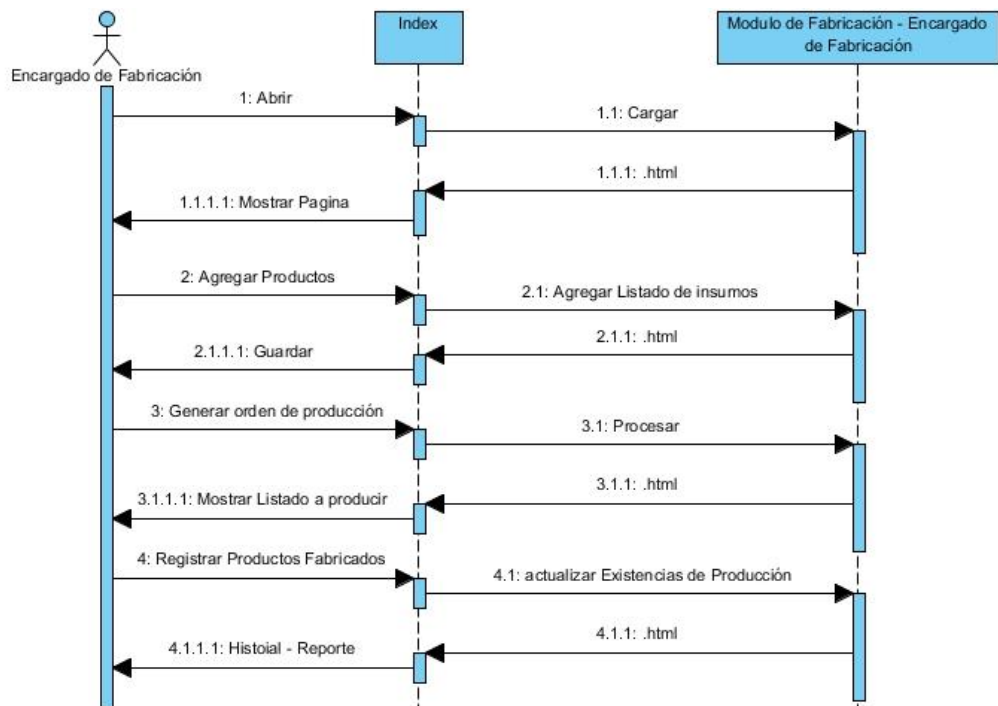 Index
Modulo de Fabricación - Encargado
de Fabricación
Encargado de Fabricación
1: Abrir
1.1: Cargar
1.1.1: .html
1.1.1.1: Mostrar Pagina
2: Agregar Productos
2.1: Agregar Listado de insumos
2.1.1: .html
2.1.1.1: Guardar
3: Generar orden de producción
3.1: Procesar
3.1.1: .html
3.1.1.1: Mostrar Listado a producir
4: Registrar Productos Fabricados
4.1: actualizar Existencias de Producción
4.1.1: .html
4.1.1.1: Histoial - Reporte